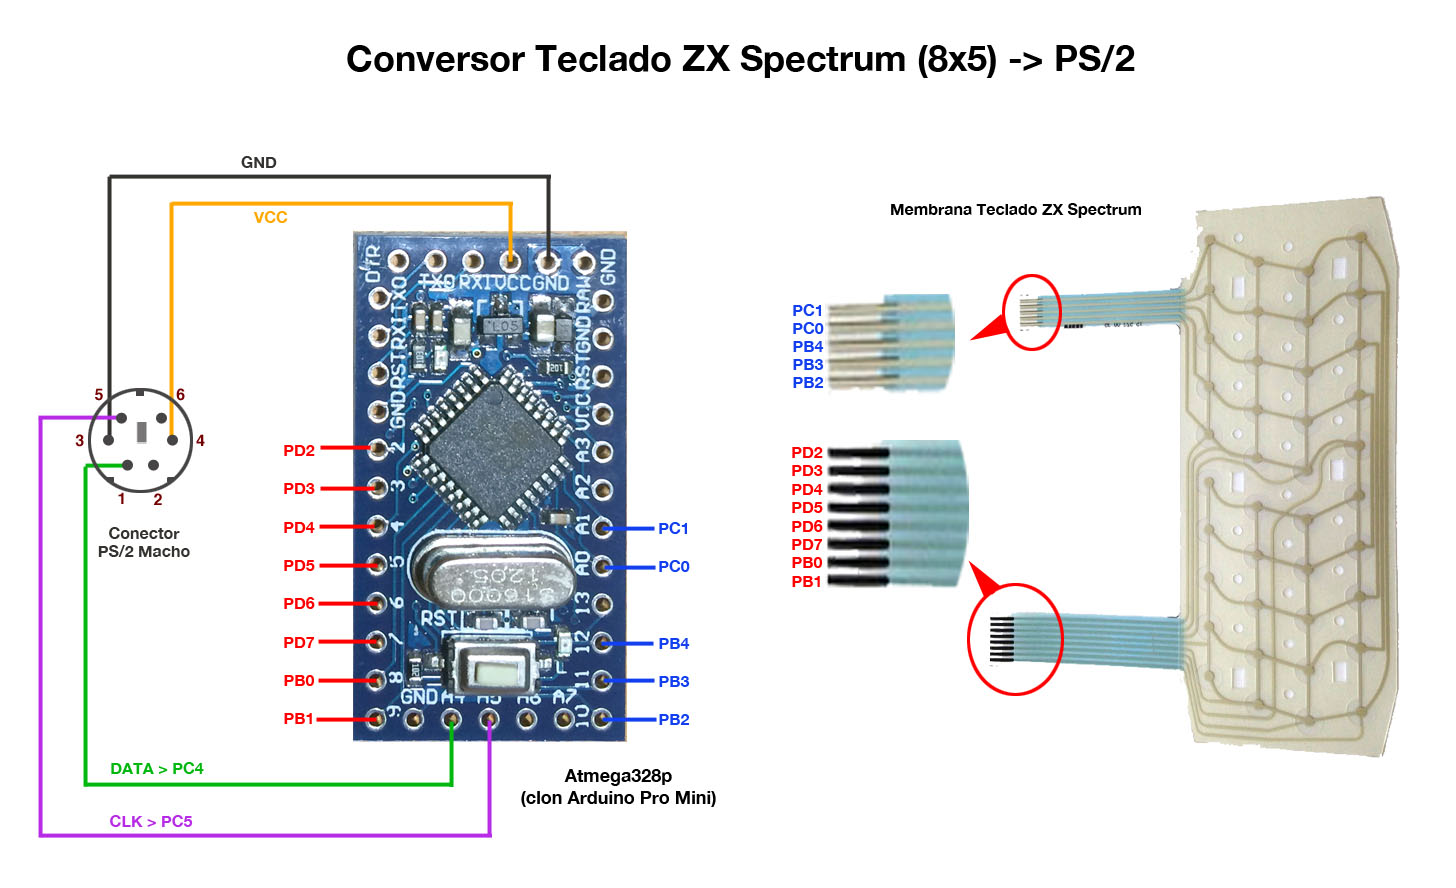 Conversor Teclado ZX Spectrum (8x5) -> PS/2
GND
VCC
5
6
3
4
1
2
Conector
PS/2 Macho
DTR
TXO
RXI
VCC
GND
GND
TXO
RXI
RST
GND
2
3
4
5
6
7
8
9
RAW
GND
RST
VCC
A3
A2
A1
A0
13
12
11
10
L05
RST
GND
A4
A5
A6
A7
PD2
PD3
PD4
PD5
PD6
PD7
PB0
PB1
PC1
PC0
PB4
PB3
PB2
DATA > PC4
CLK > PC5
Atmega328p
(clon Arduino Pro Mini)
Membrana Teclado ZX Spectrum
PC1
PC0
PB4
PB3
PB2
PD2
PD3
PD4
PD5
PD6
PD7
PB0
PB1